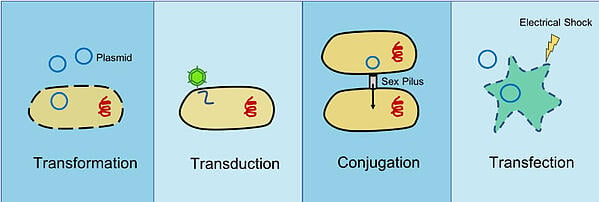 Plasmid
Transformation
Transduction
Sex Pilus
Conjugation
Electrical Shock
Transfection